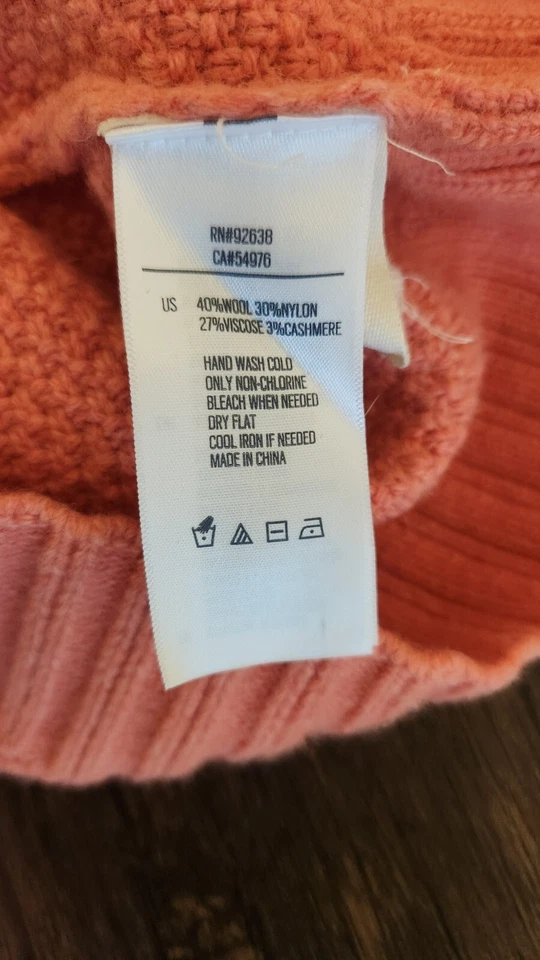 RN#92638
CA#54976
US 40%WOOL 30%NYLON
27%VISCOSE 3%CASHMERE
HAND WASH COLD
ONLY NON-CHLORINE
BLEACH WHEN NEEDED
DRY FLAT
COOL IRON IF NEEDED
MADE IN CHINA